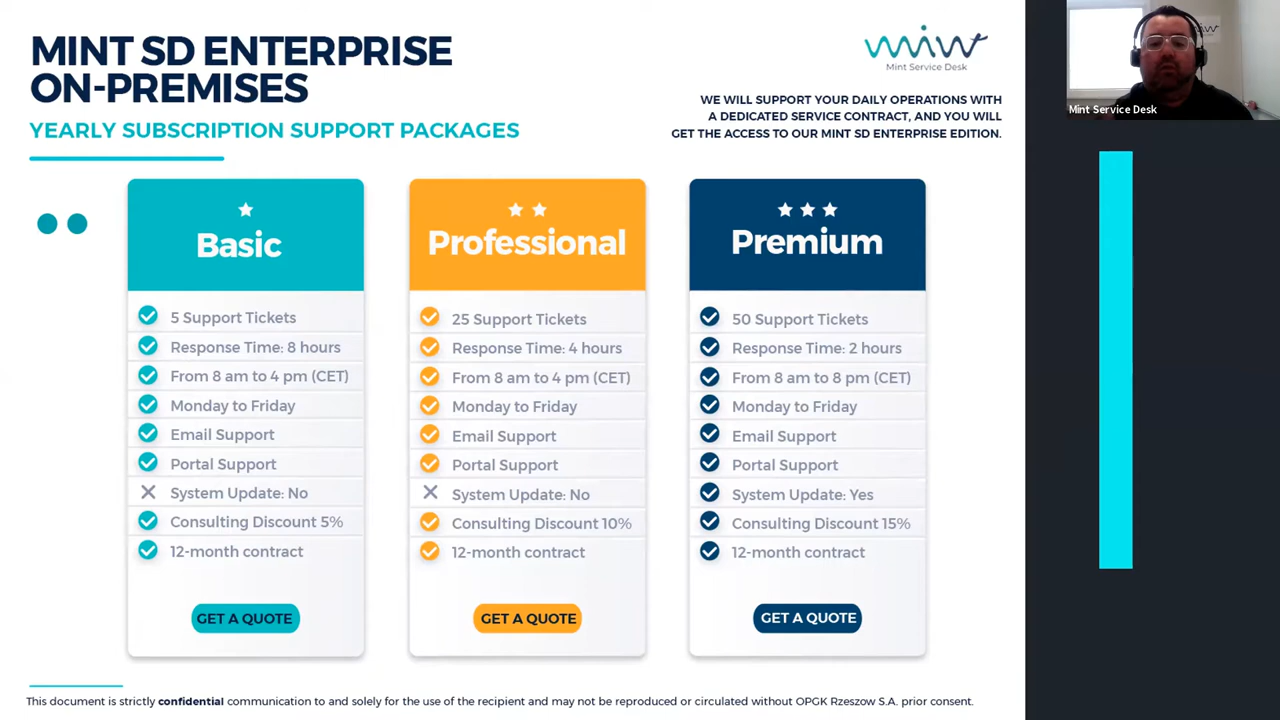 MINT SD ENTERPRISE
ON-PREMISES
YEARLY SUBSCRIPTION SUPPORT PACKAGES
Mint Service Desk
WE WILL SUPPORT YOUR DAILY OPERATIONS WITH
A DEDICATED SERVICE CONTRACT, AND YOU WILL
GET THE ACCESS TO OUR MINT SD ENTERPRISE EDITION.
Mint Service Desk
Basic
5 Support Tickets
Response Time: 8 hours
From 8 am to 4 pm (CET)
Monday to Friday
Email Support
Portal Support
System Update: No
Consulting Discount 5%
12-month contract
GET A QUOTE
Professional
25 Support Tickets
Response Time: 4 hours
From 8 am to 4 pm (CET)
Monday to Friday
Email Support
Portal Support
System Update: No
Consulting Discount 10%
12-month contract
GET A QUOTE
Premium
50 Support Tickets
Response Time: 2 hours
From 8 am to 8 pm (CET)
Monday to Friday
Email Support
Portal Support
System Update: Yes
Consulting Discount 15%
12-month contract
GET A QUOTE
This document is strictly confidential communication to and solely for the use of the recipient and may not be reproduced or circulated without OPGK Rzeszow S.A. prior consent.